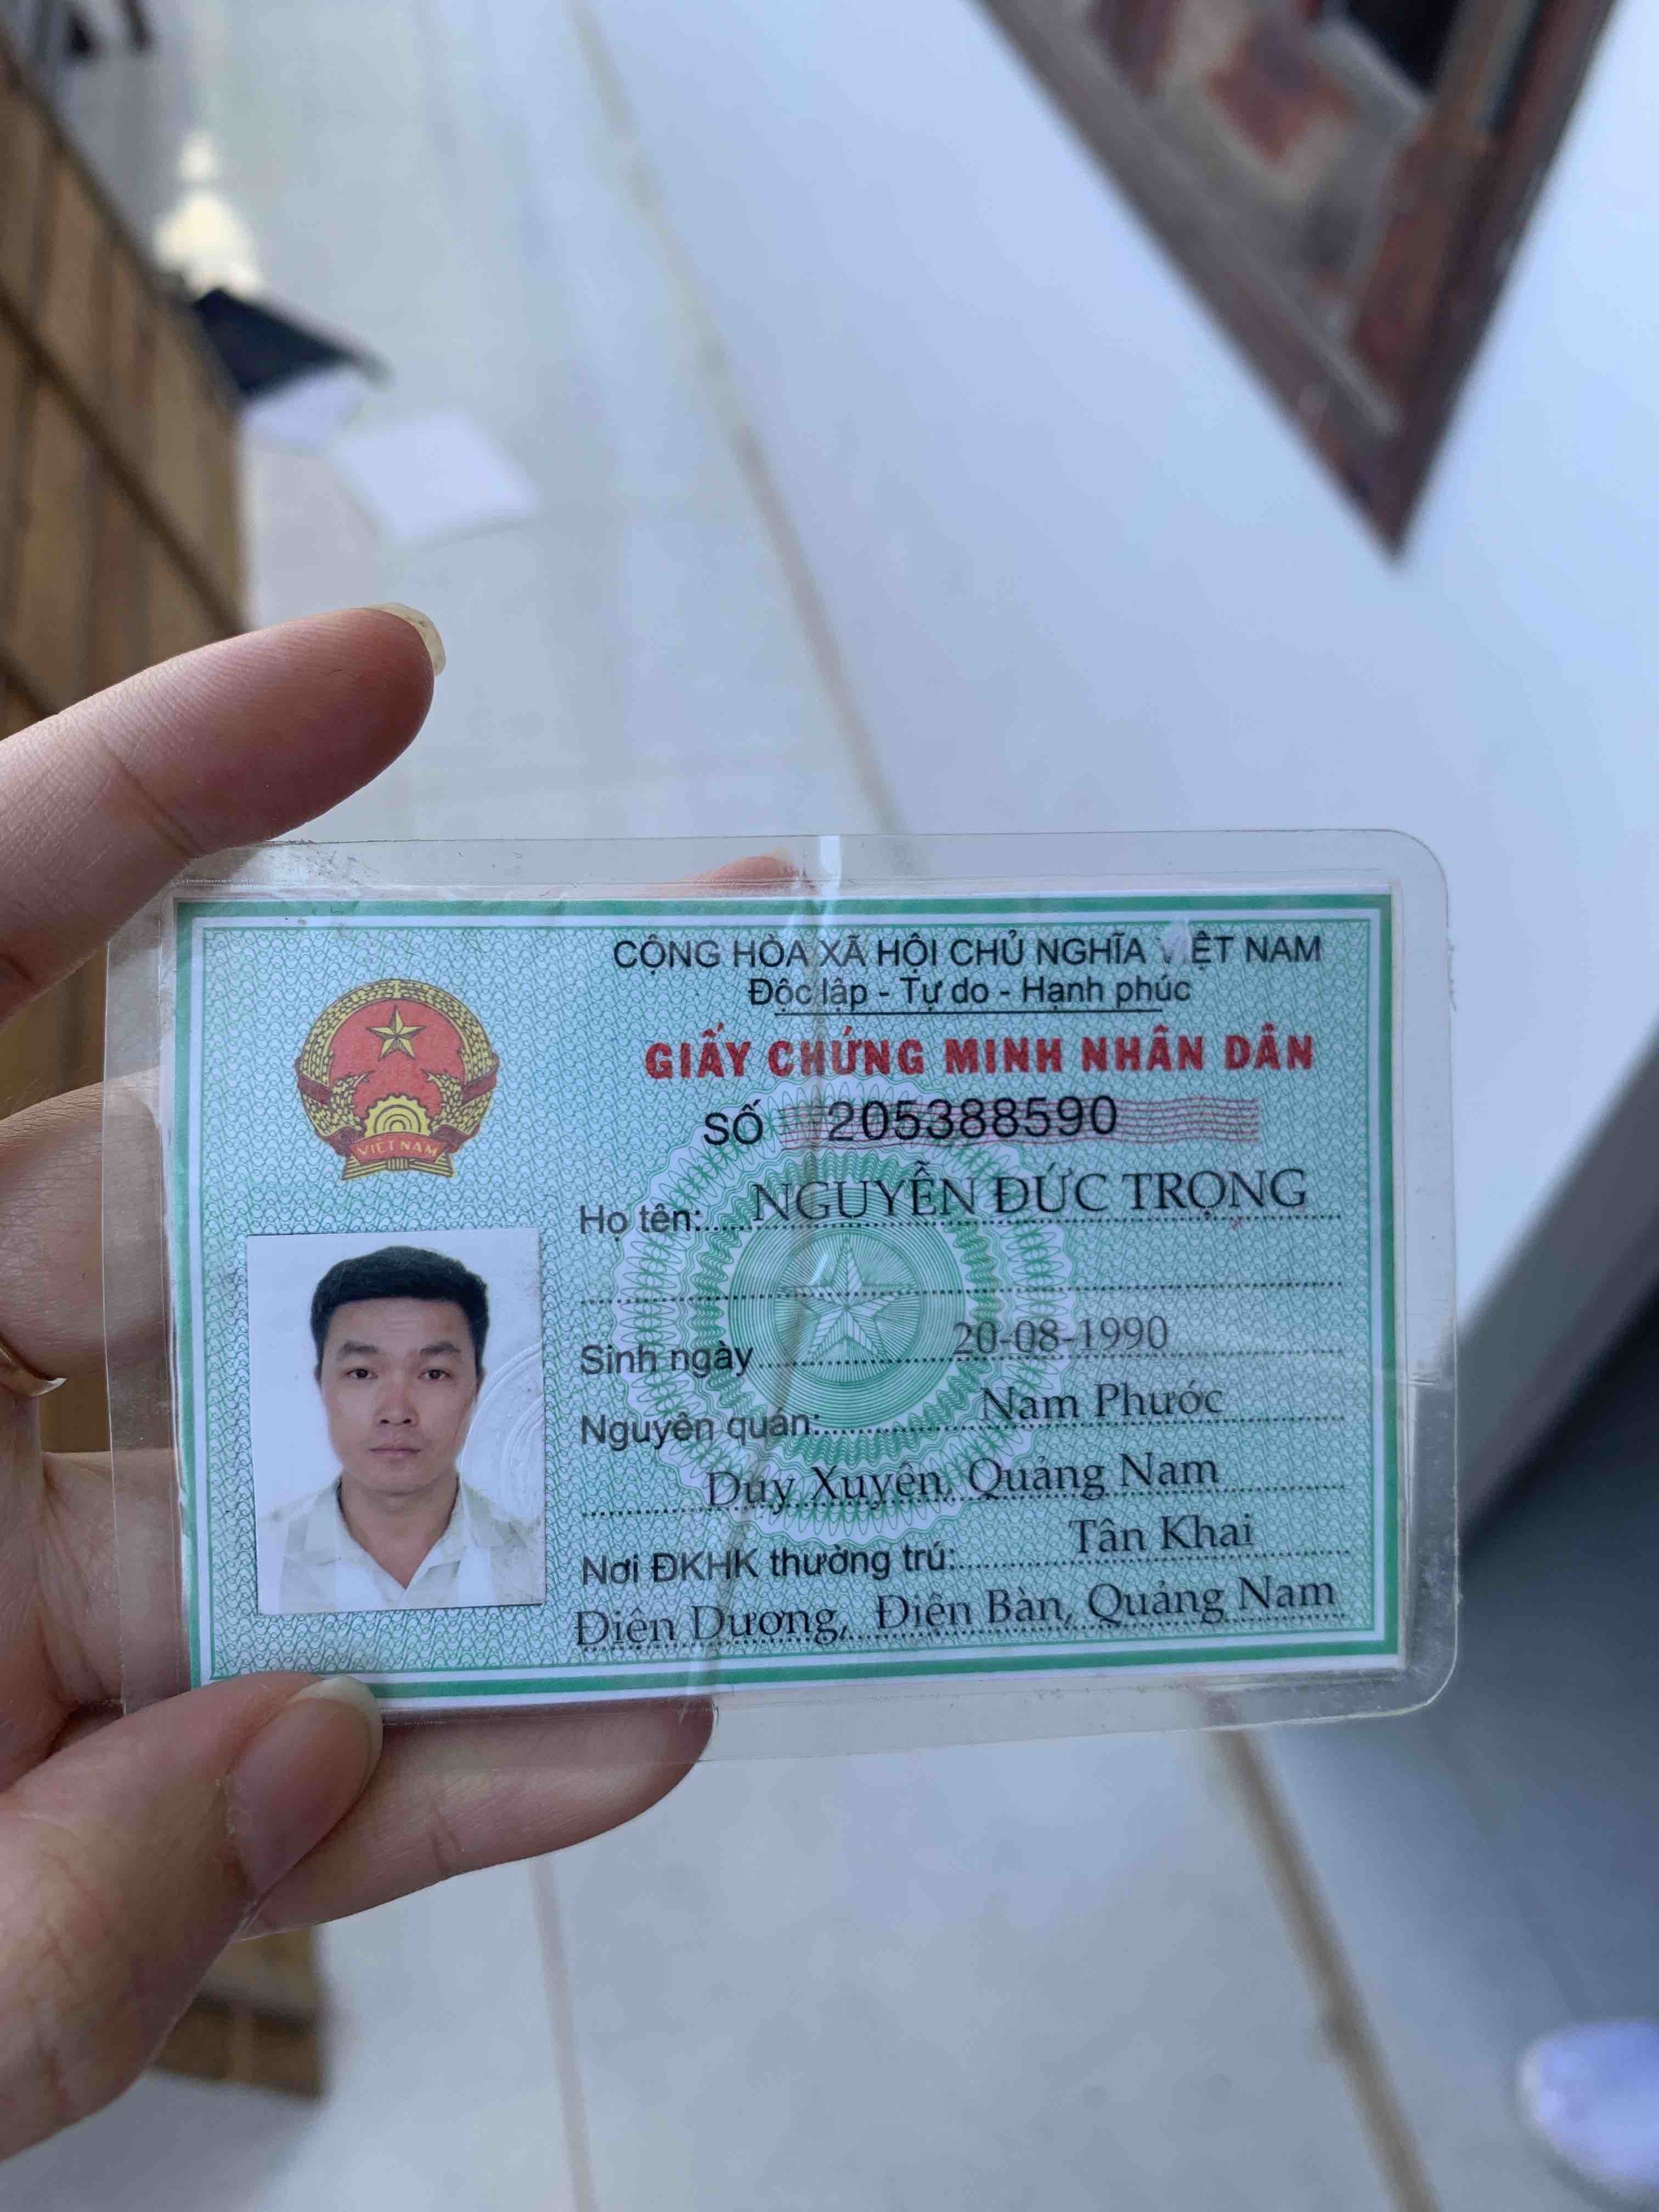 CỘNG HÒA XÃ HỘI CHỦ NGHĨA VIỆT NAM
Độc lập - Tự do - Hạnh phúc
GIẤY CHỨNG MINH NHÂN DÂN
SỐ 205388590
VIỆT NAM
Họ tên: NGUYỄN ĐỨC TRỌNG
Sinh ngày 20-08-1990
Nguyên quán: Nam Phước
Duy Xuyên, Quảng Nam
Nơi ĐKHK thường trú: Tân Khai
Điện Dương, Điện Bàn, Quảng Nam